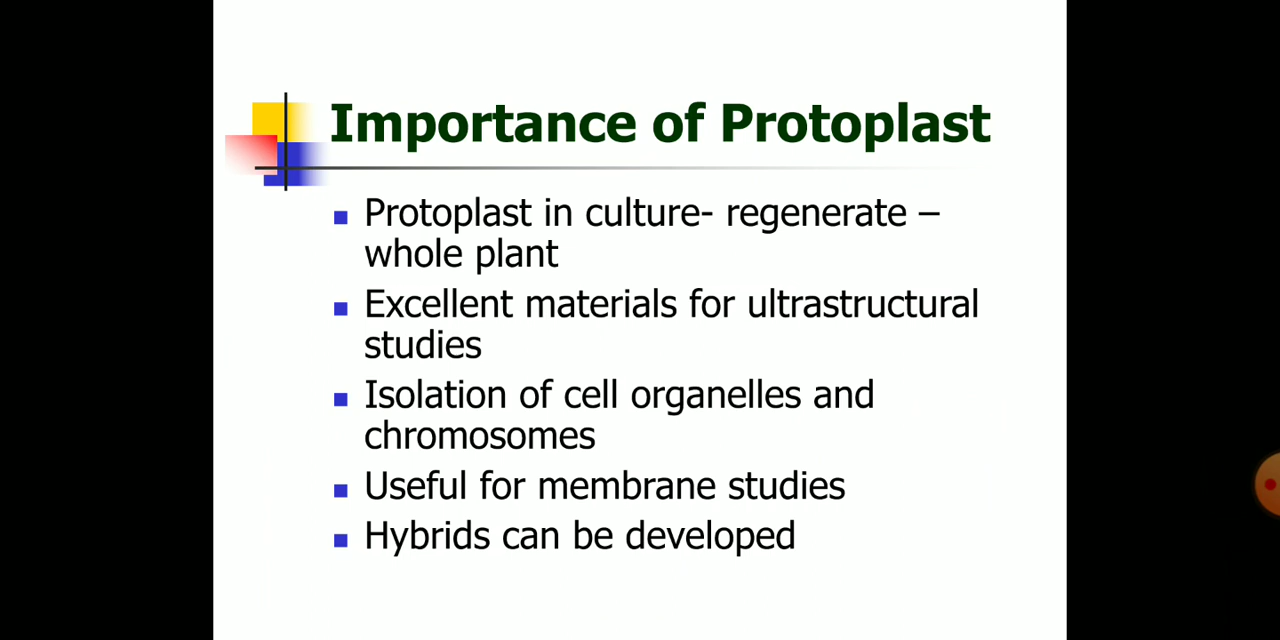 Importance of Protoplast
Protoplast in culture- regenerate –
whole plant
Excellent materials for ultrastructural
studies
Isolation of cell organelles and
chromosomes
Useful for membrane studies
Hybrids can be developed